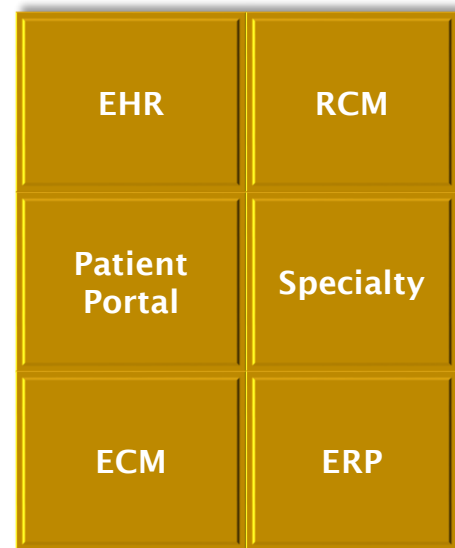 EHR
RCM
Patient
Portal
Specialty
ECM
ERP